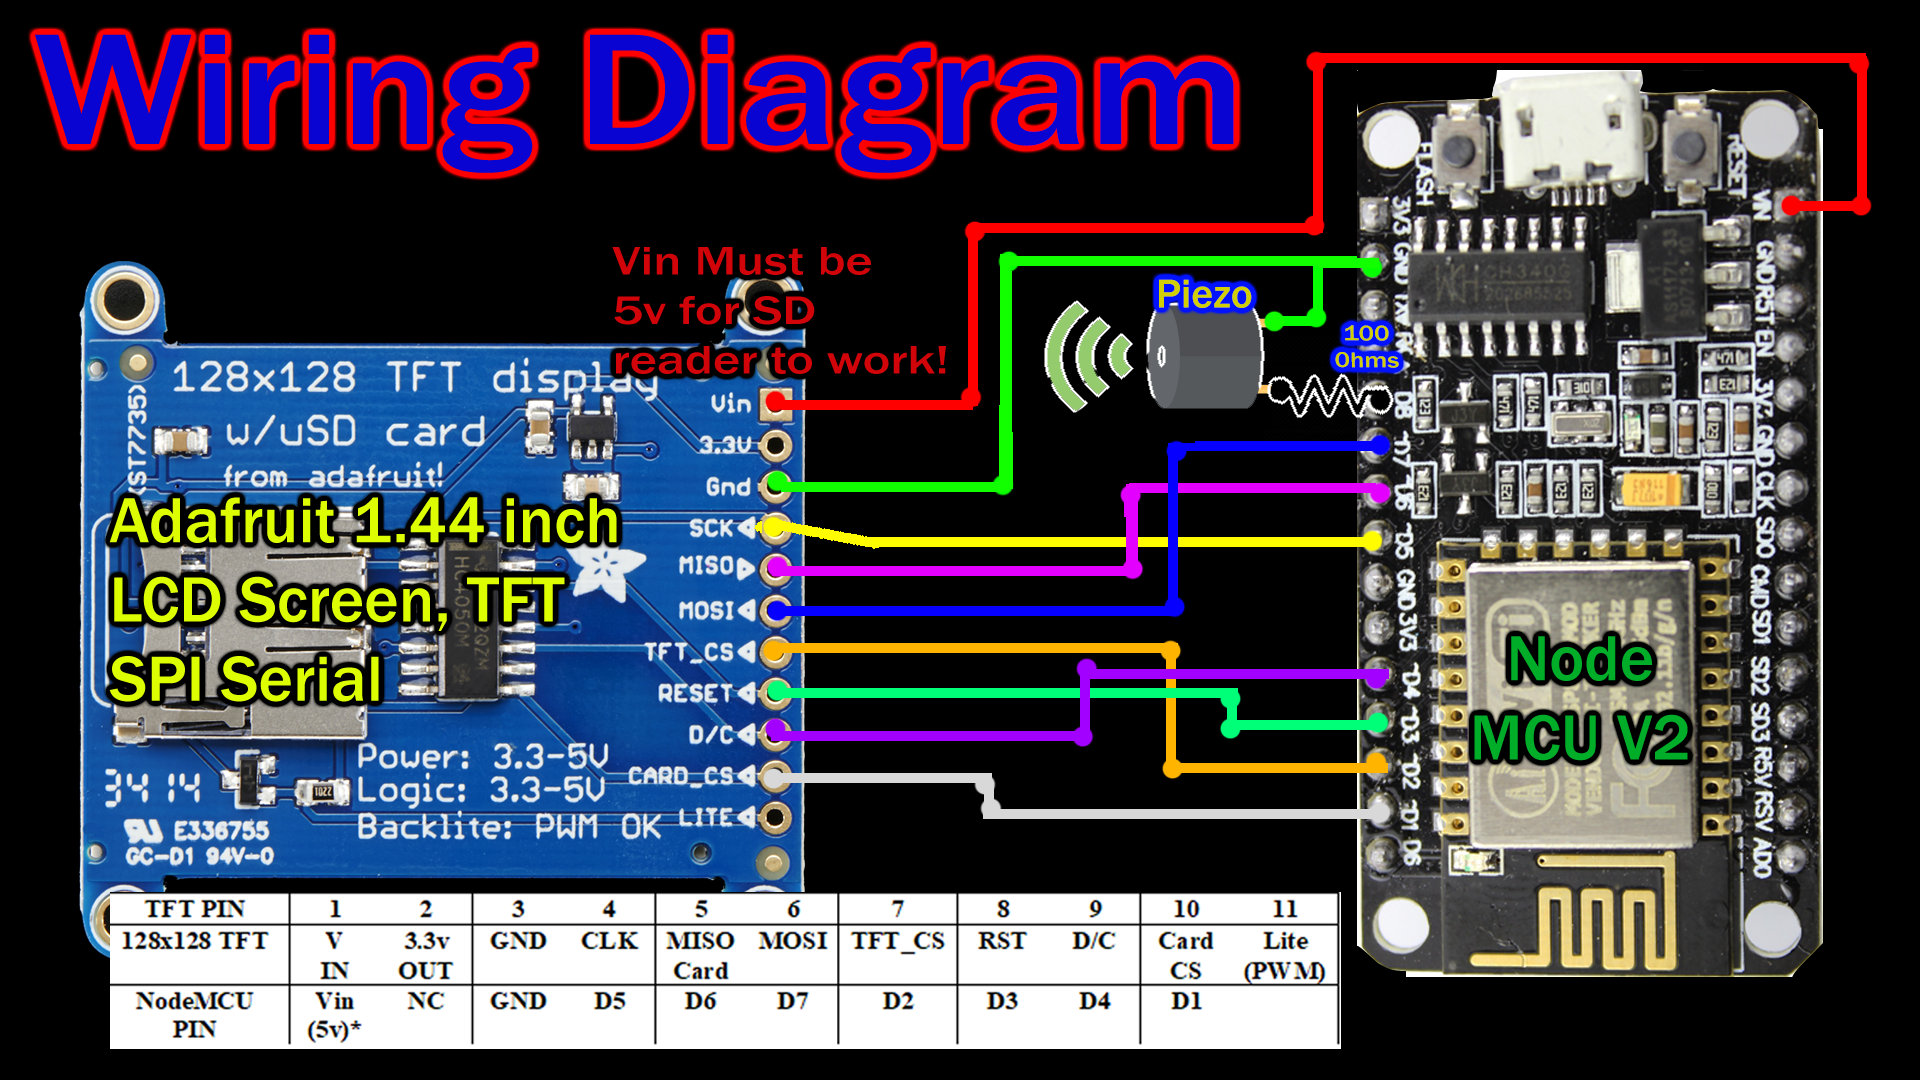 Wiring Diagram
Vin Must be
5v for SD
reader to work!
128x128 TFT display
w/uSD card
from adafruit!
(ST7735)
Adafruit 1.44 inch
LCD Screen, TFT
SPI Serial
Power: 3.3-5V
Logic: 3.3-5V
Backlite: PWM OK
3414
E336755
GC-D1 94V-0
Vin
3.3V
Gnd
SCK
MISO
MOSI
TFT_CS
RESET
D/C
CARD_CS
LITE
Piezo
100
Ohms
FLASH
RESET
3V3
GND
TX
RX
D8
D7
D6
D5
GND
3V3
D4
D3
D2
D1
D6
VIN
GND
RST
EN
3V3
GND
CLK
SD0
CMD
SD1
SD2
SD3
RSV
RSV
AD0
CH340G
Node
MCU V2
TFT PIN 1 2 3 4 5 6 7 8 9 10 11
128x128 TFT V IN 3.3v OUT GND CLK MISO Card MOSI TFT_CS RST D/C Card CS Lite (PWM)
NodeMCU PIN Vin (5v)* NC GND D5 D6 D7 D2 D3 D4 D1